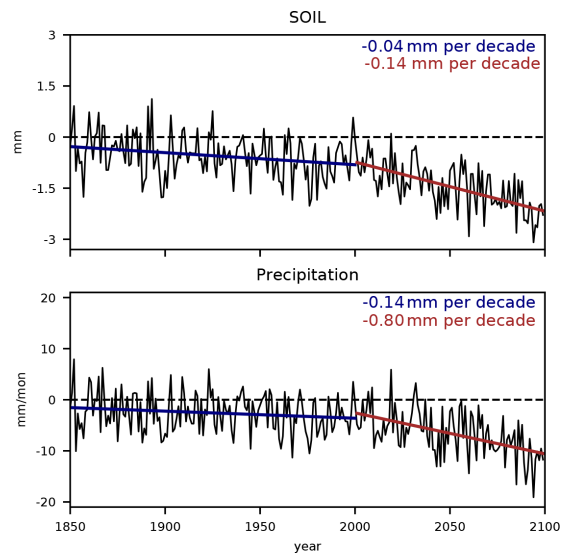 SOIL
-0.04 mm per decade
-0.14 mm per decade
3
1.5
0
-1.5
-3
mm
Precipitation
-0.14 mm per decade
-0.80 mm per decade
20
10
0
-10
-20
mm/mon
1850 1900 1950 2000 2050 2100
year